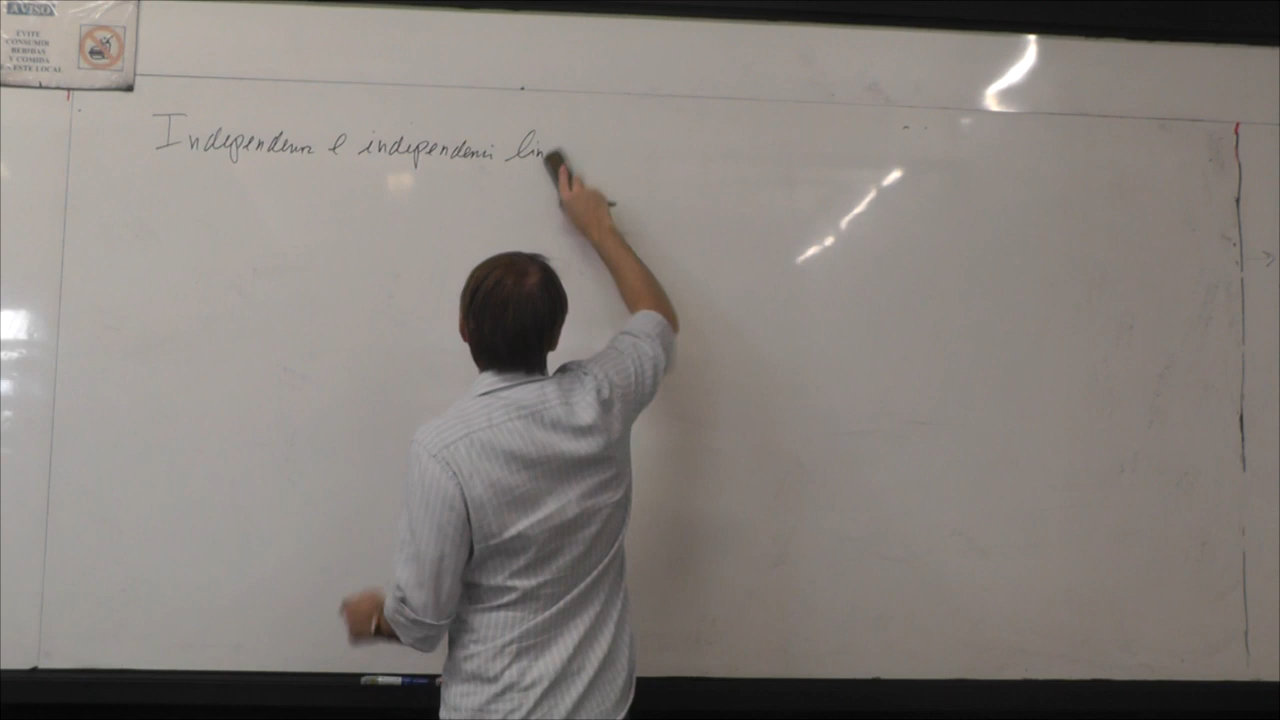 AVISO
EVITE
CONSUMIR
BEBIDAS
Y COMIDA
EN ESTE LOCAL
Independencia e independencia lin